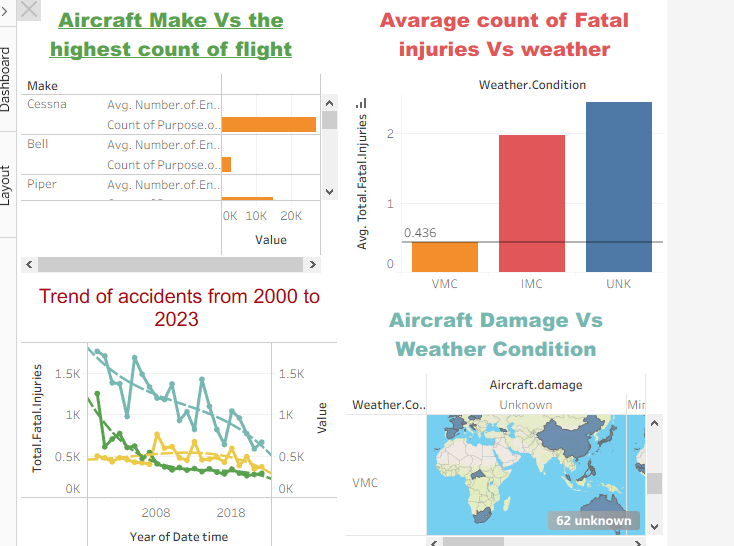 Dashboard
Layout
Aircraft Make Vs the
highest count of flight
Make
Cessna
Avg. Number.of.En..
Count of Purpose.o..
Bell
Avg. Number.of.En..
Count of Purpose.o..
Piper
Avg. Number.of.En..
0K 10K 20K
Value
Avarage count of Fatal
injuries Vs weather
Weather.Condition
Avg. Total.Fatal.Injuries
2
1
0.436
0
VMC IMC UNK
Trend of accidents from 2000 to
2023
Total.Fatal.Injuries
1.5K 1.5K
1K 1K
0.5K 0.5K
0K 0K
Value
2008 2018
Year of Date time
Aircraft Damage Vs
Weather Condition
Aircraft.damage
Weather.Co.. Unknown Mir
VMC
62 unknown